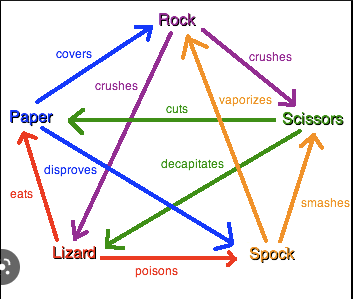 Rock
covers
crushes
crushes
vaporizes
cuts
Paper
Scissors
disproves
decapitates
eats
smashes
Lizard
Spock
poisons